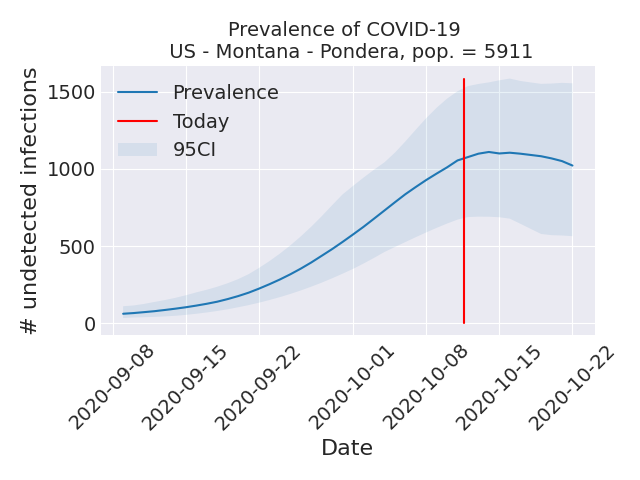 Prevalence of COVID-19
US - Montana - Pondera, pop. = 5911
# undetected infections
1500
1000
500
0
Prevalence
Today
95CI
2020-09-08
2020-09-15
2020-09-22
2020-10-01
2020-10-08
2020-10-15
2020-10-22
Date